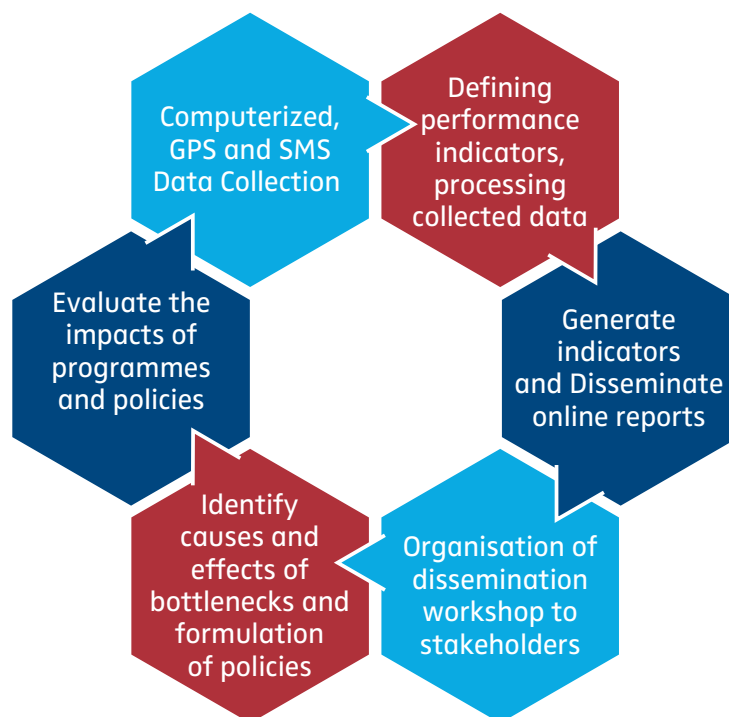 Computerized,
GPS and SMS
Data Collection
Defining
performance
indicators,
processing
collected data
Generate
indicators
and Disseminate
online reports
Organisation of
dissemination
workshop to
stakeholders
Identify
causes and
effects of
bottlenecks and
formulation
of policies
Evaluate the
impacts of
programmes
and policies